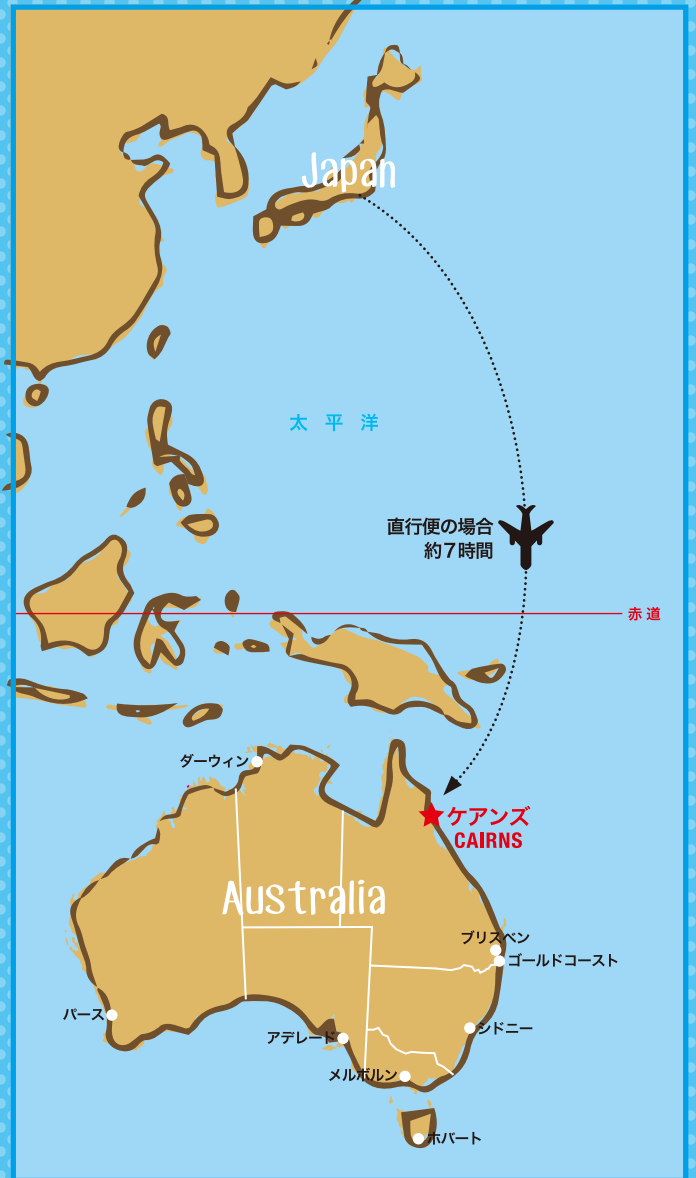 Japan
太平洋
直行便の場合
約7時間
赤道
ダーウィン
ケアンズ
CAIRNS
Australia
ブリスベン
ゴールドコースト
パース
シドニー
アデレード
メルボルン
ホバート